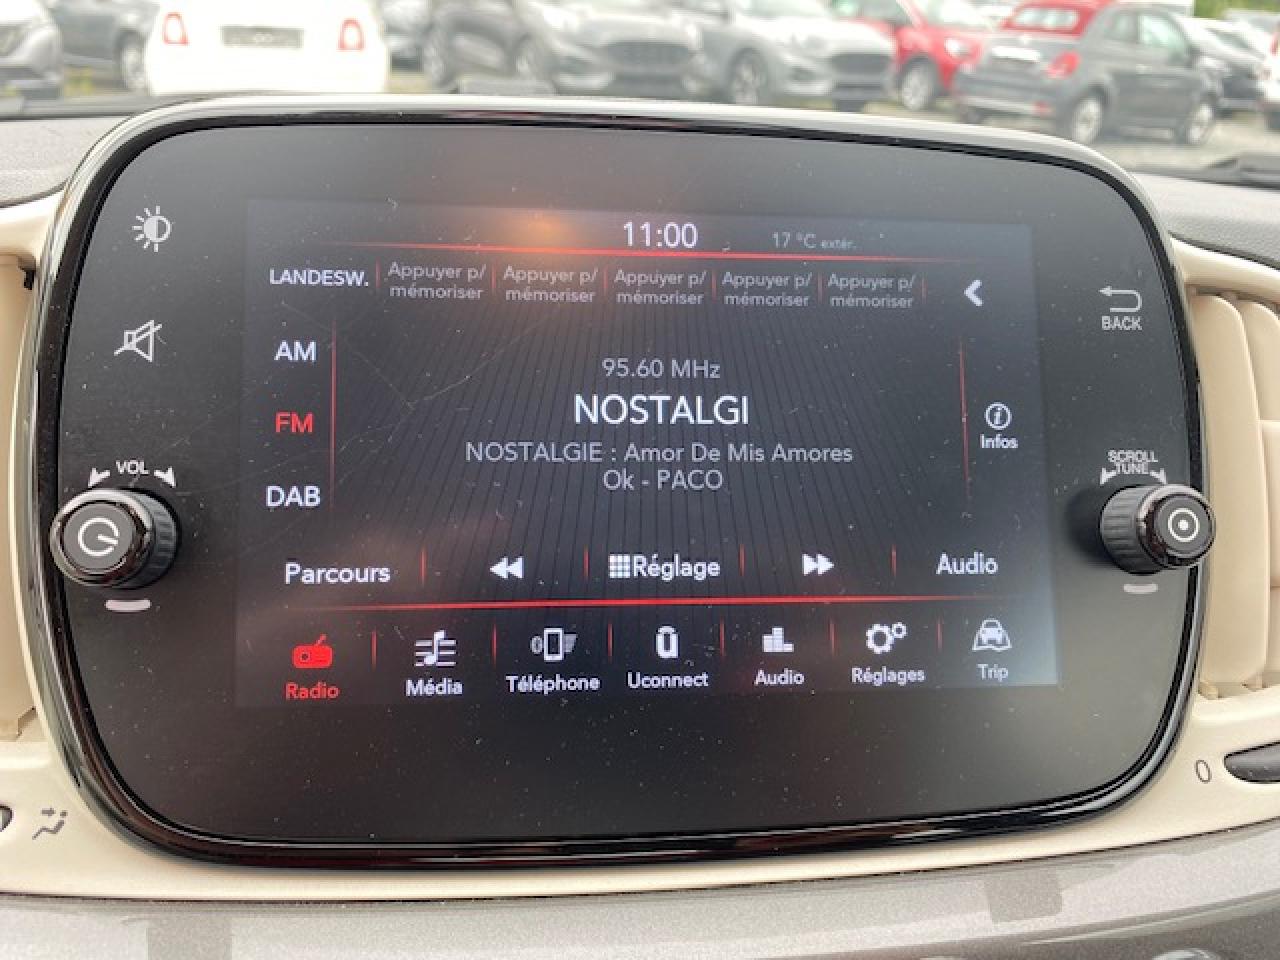 11:00 17 °C extér.
LANDESW. Appuyer p/ mémoriser Appuyer p/ mémoriser Appuyer p/ mémoriser Appuyer p/ mémoriser Appuyer p/ mémoriser
BACK
AM
95.60 MHz
FM
NOSTALGI
Infos
NOSTALGIE : Amor De Mis Amores
Ok - PACO
DAB
VOL
SCROLL
TUNE
Parcours Réglage Audio
Radio Média Téléphone Uconnect Audio Réglages Trip
0